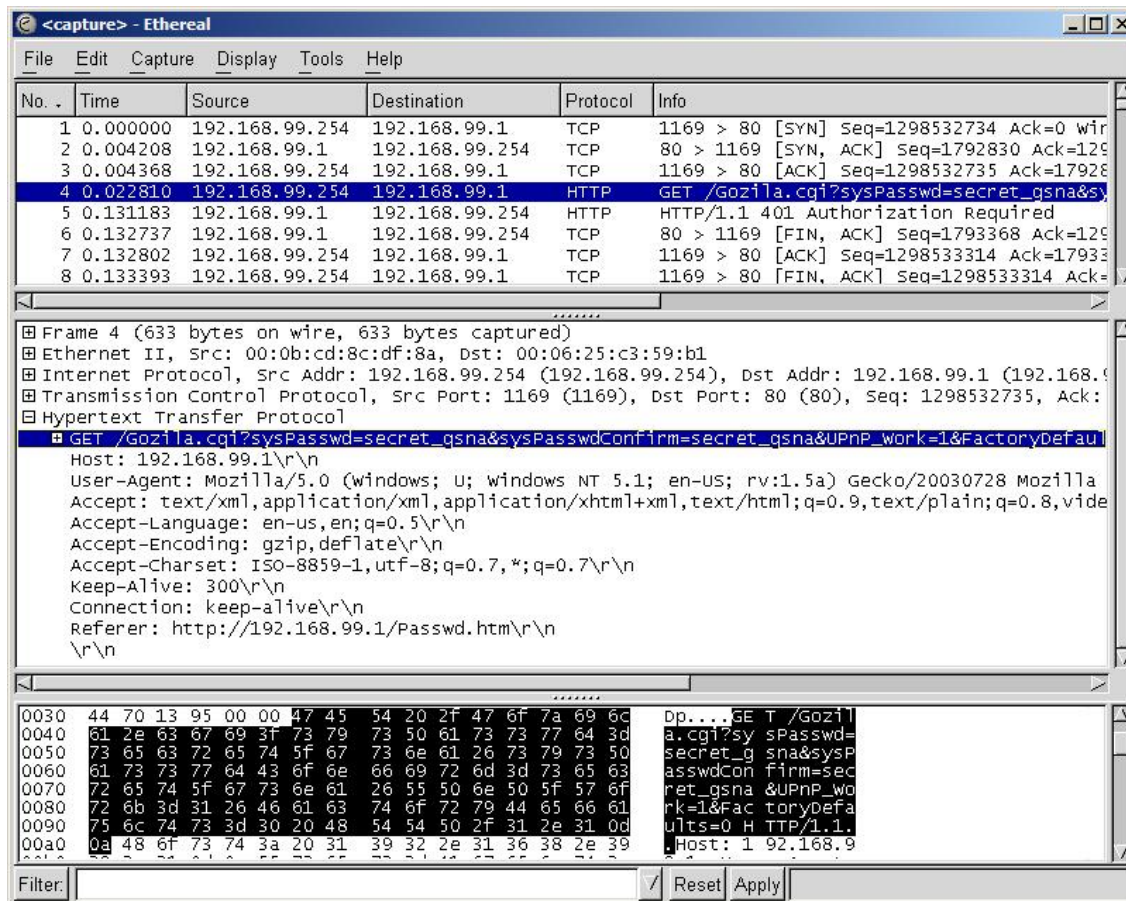 <capture> - Ethereal
File Edit Capture Display Tools Help
No. . Time Source Destination Protocol Info
1 0.000000 192.168.99.254 192.168.99.1 TCP 1169 > 80 [SYN] Seq=1298532734 Ack=0 Win
2 0.004208 192.168.99.1 192.168.99.254 TCP 80 > 1169 [SYN, ACK] Seq=1792830 Ack=129
3 0.004368 192.168.99.254 192.168.99.1 TCP 1169 > 80 [ACK] Seq=1298532735 Ack=17928
4 0.022810 192.168.99.254 192.168.99.1 HTTP GET /Gozila.cgi?sysPasswd=secret_gsna&sy
5 0.131183 192.168.99.1 192.168.99.254 HTTP HTTP/1.1 401 Authorization Required
6 0.132737 192.168.99.1 192.168.99.254 TCP 80 > 1169 [FIN, ACK] Seq=1793368 Ack=129
7 0.132802 192.168.99.254 192.168.99.1 TCP 1169 > 80 [ACK] Seq=1298533314 Ack=17933
8 0.133393 192.168.99.254 192.168.99.1 TCP 1169 > 80 [FIN, ACK] Seq=1298533314 Ack=
Frame 4 (633 bytes on wire, 633 bytes captured)
Ethernet II, Src: 00:0b:cd:8c:df:8a, Dst: 00:06:25:c3:59:b1
Internet Protocol, Src Addr: 192.168.99.254 (192.168.99.254), Dst Addr: 192.168.99.1 (192.168.9
Transmission Control Protocol, Src Port: 1169 (1169), Dst Port: 80 (80), Seq: 1298532735, Ack:
Hypertext Transfer Protocol
GET /Gozila.cgi?sysPasswd=secret_gsna&sysPasswdConfirm=secret_gsna&UPnP_Work=1&FactoryDefaul
Host: 192.168.99.1\r\n
User-Agent: Mozilla/5.0 (Windows; U; Windows NT 5.1; en-US; rv:1.5a) Gecko/20030728 Mozilla
Accept: text/xml,application/xml,application/xhtml+xml,text/html;q=0.9,text/plain;q=0.8,vide
Accept-Language: en-us,en;q=0.5\r\n
Accept-Encoding: gzip,deflate\r\n
Accept-Charset: ISO-8859-1,utf-8;q=0.7,*;q=0.7\r\n
Keep-Alive: 300\r\n
Connection: keep-alive\r\n
Referer: http://192.168.99.1/Passwd.htm\r\n
\r\n
0030 44 70 13 95 00 00 47 45 54 20 2f 47 6f 7a 69 6c Dp....GE T /Gozil
0040 61 2e 63 67 69 3f 73 79 73 50 61 73 73 77 64 3d a.cgi?sy sPasswd=
0050 73 65 63 72 65 74 5f 67 73 6e 61 26 73 79 73 50 secret_g sna&sysP
0060 61 73 73 77 64 43 6f 6e 66 69 72 6d 3d 73 65 63 asswdCon firm=sec
0070 72 65 74 5f 67 73 6e 61 26 55 50 6e 50 5f 57 6f ret_gsna &UPnP_Wo
0080 72 6b 3d 31 26 46 61 63 74 6f 72 79 44 65 66 61 rk=1&Fac toryDefa
0090 75 6c 74 73 3d 30 20 48 54 54 50 2f 31 2e 31 0d ults=0 H TTP/1.1.
00a0 0a 48 6f 73 74 3a 20 31 39 32 2e 31 36 38 2e 39 .Host: 1 92.168.9
Filter: Reset Apply